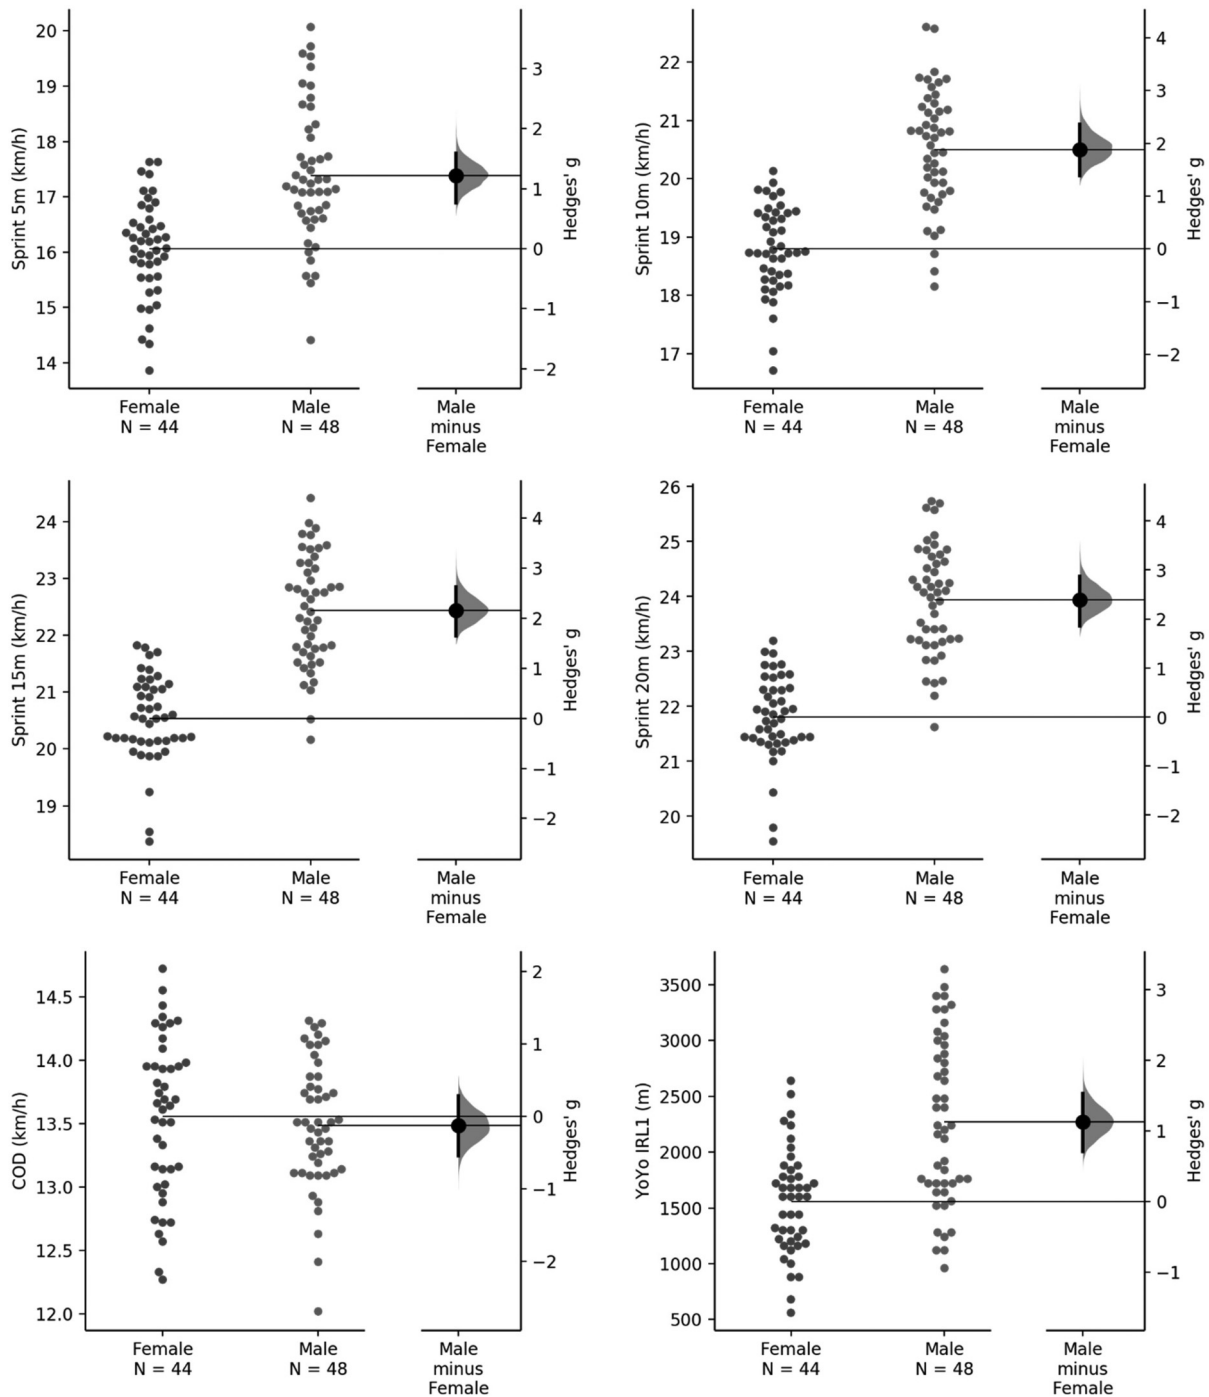 Sprint 5m (km/h)
20
19
18
17
16
15
14
3
2
1
0
−1
−2
Hedges' g
Female
N = 44
Male
N = 48
Male
minus
Female
Sprint 10m (km/h)
22
21
20
19
18
17
4
3
2
1
0
−1
−2
Hedges' g
Female
N = 44
Male
N = 48
Male
minus
Female
Sprint 15m (km/h)
24
23
22
21
20
19
4
3
2
1
0
−1
−2
Hedges' g
Female
N = 44
Male
N = 48
Male
minus
Female
Sprint 20m (km/h)
26
25
24
23
22
21
20
4
3
2
1
0
−1
−2
Hedges' g
Female
N = 44
Male
N = 48
Male
minus
Female
COD (km/h)
14.5
14.0
13.5
13.0
12.5
12.0
2
1
0
−1
−2
Hedges' g
Female
N = 44
Male
N = 48
Male
minus
Female
YoYo IRL1 (m)
3500
3000
2500
2000
1500
1000
500
3
2
1
0
−1
Hedges' g
Female
N = 44
Male
N = 48
Male
minus
Female